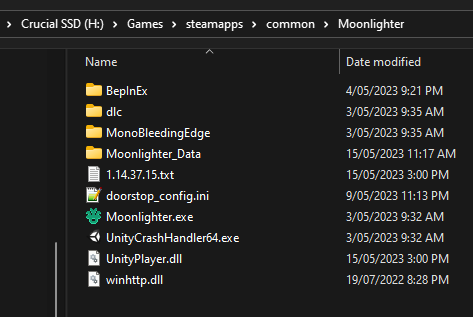 Crucial SSD (H:) > Games > steamapps > common > Moonlighter
Name Date modified
BepInEx 4/05/2023 9:21 PM
dlc 3/05/2023 9:35 AM
MonoBleedingEdge 3/05/2023 9:35 AM
Moonlighter_Data 15/05/2023 11:17 AM
1.14.37.15.txt 15/05/2023 3:00 PM
doorstop_config.ini 9/05/2023 11:13 PM
Moonlighter.exe 3/05/2023 9:32 AM
UnityCrashHandler64.exe 3/05/2023 9:32 AM
UnityPlayer.dll 15/05/2023 3:00 PM
winhttp.dll 19/07/2022 8:28 PM